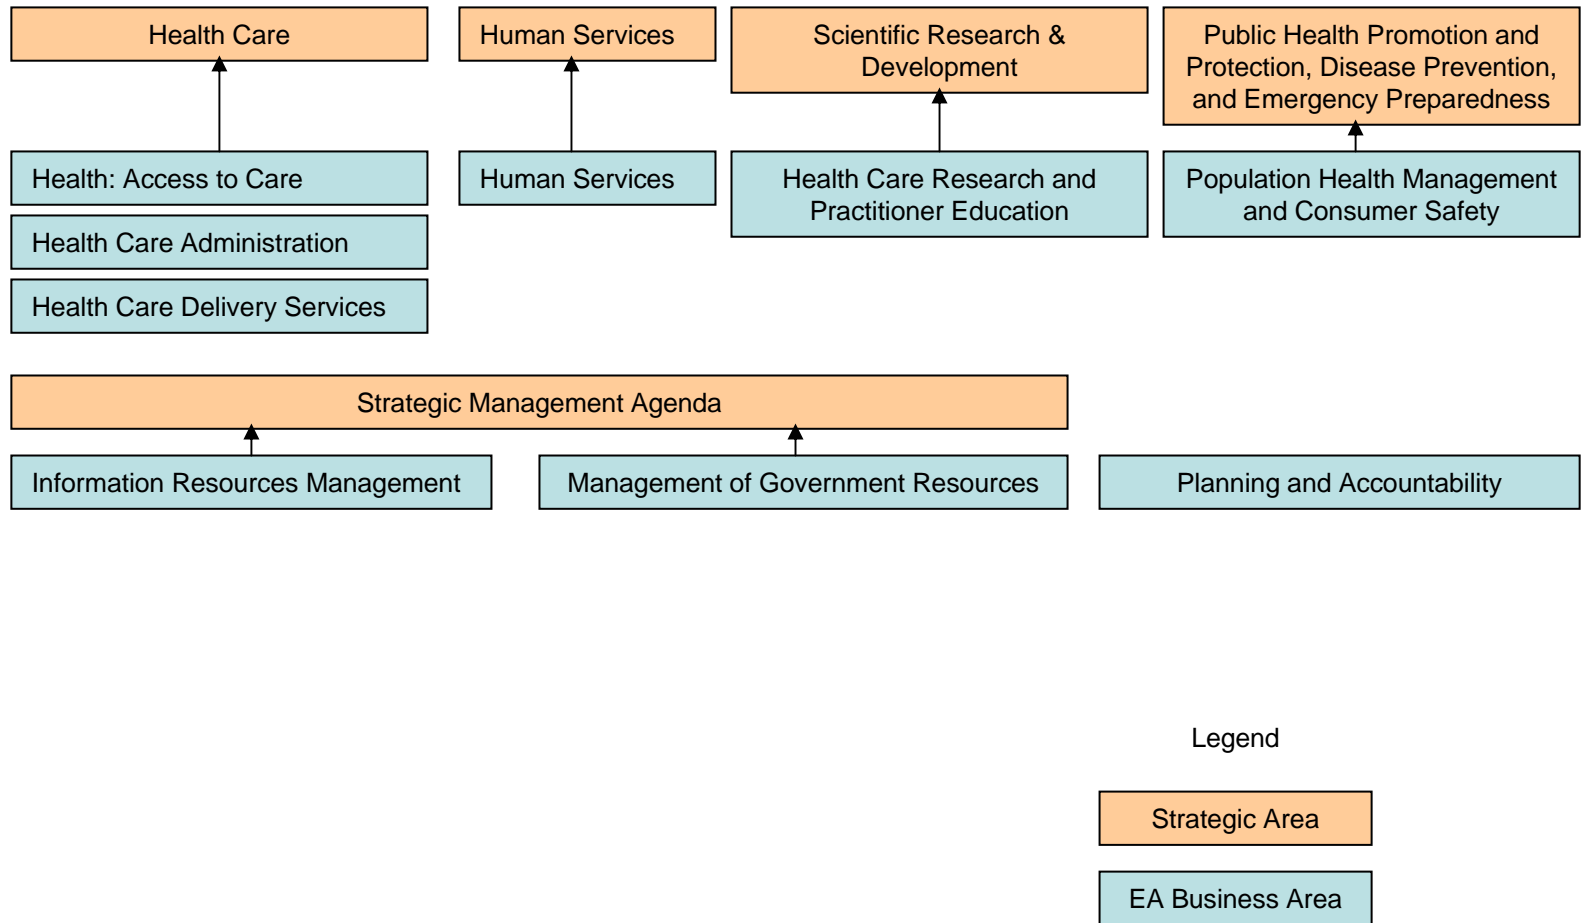 Health Care
Human Services
Scientific Research &
Development
Public Health Promotion and
Protection, Disease Prevention,
and Emergency Preparedness
Health: Access to Care
Human Services
Health Care Research and
Practitioner Education
Population Health Management
and Consumer Safety
Health Care Administration
Health Care Delivery Services
Strategic Management Agenda
Information Resources Management
Management of Government Resources
Planning and Accountability
Legend
Strategic Area
EA Business Area